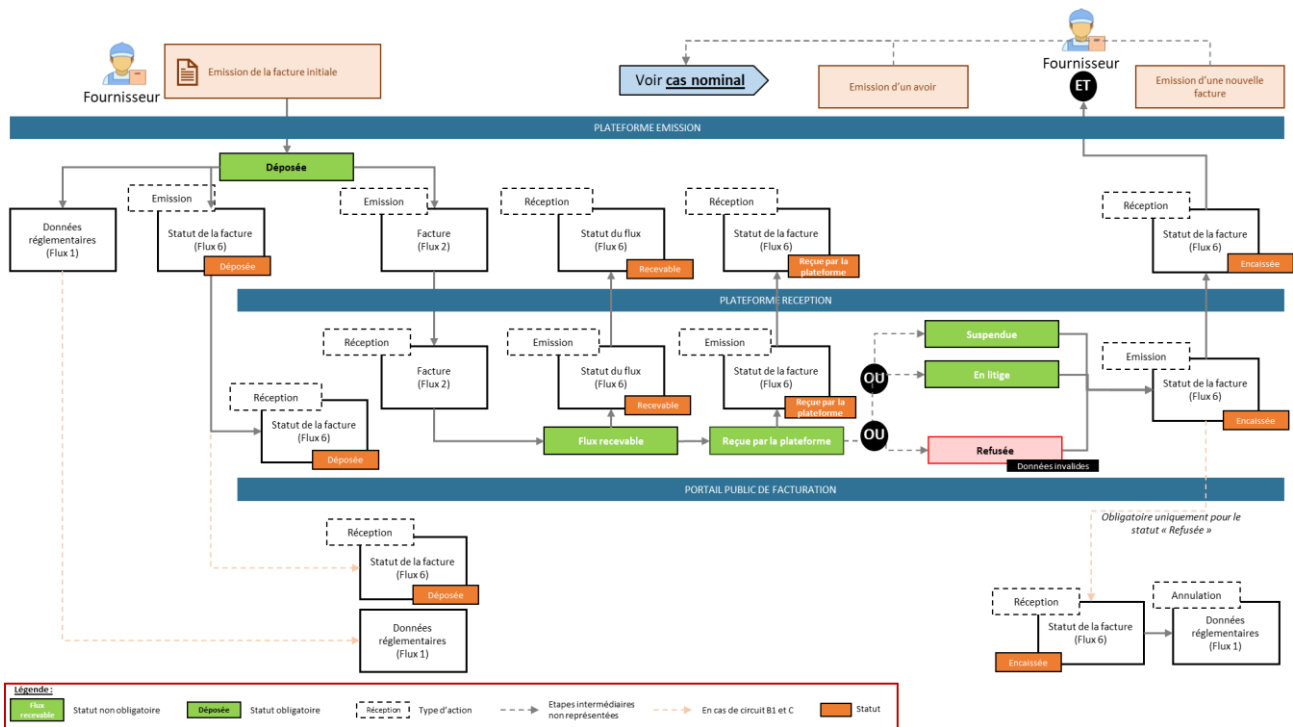 Fournisseur
Emission de la facture initiale
Voir cas nominal
Emission d'un avoir
Fournisseur
ET
Emission d'une nouvelle
facture
PLATEFORME EMISSION
Déposée
Données
réglementaires
(Flux 1)
Emission
Statut de la facture
(Flux 6)
Déposée
Emission
Facture
(Flux 2)
Réception
Statut du flux
(Flux 6)
Recevable
Réception
Statut de la facture
(Flux 6)
Reçue par la
plateforme
Réception
Statut de la facture
(Flux 6)
Encaissée
PLATEFORME RECEPTION
Réception
Statut de la facture
(Flux 6)
Déposée
Réception
Facture
(Flux 2)
Emission
Statut du flux
(Flux 6)
Recevable
Emission
Statut de la facture
(Flux 6)
Reçue par la
plateforme
Flux recevable
Reçue par la plateforme
OU
OU
Suspendue
En litige
Refusée
Données invalides
Emission
Statut de la facture
(Flux 6)
Encaissée
PORTAIL PUBLIC DE FACTURATION
Obligatoire uniquement pour le
statut « Refusée »
Réception
Statut de la facture
(Flux 6)
Déposée
Données
réglementaires
(Flux 1)
Réception
Statut de la facture
(Flux 6)
Encaissée
Annulation
Données
réglementaires
(Flux 1)
Légende :
Flux
recevable
Statut non obligatoire
Déposée
Statut obligatoire
Réception
Type d'action
Etapes intermédiaires
non représentées
En cas de circuit B1 et C
Statut